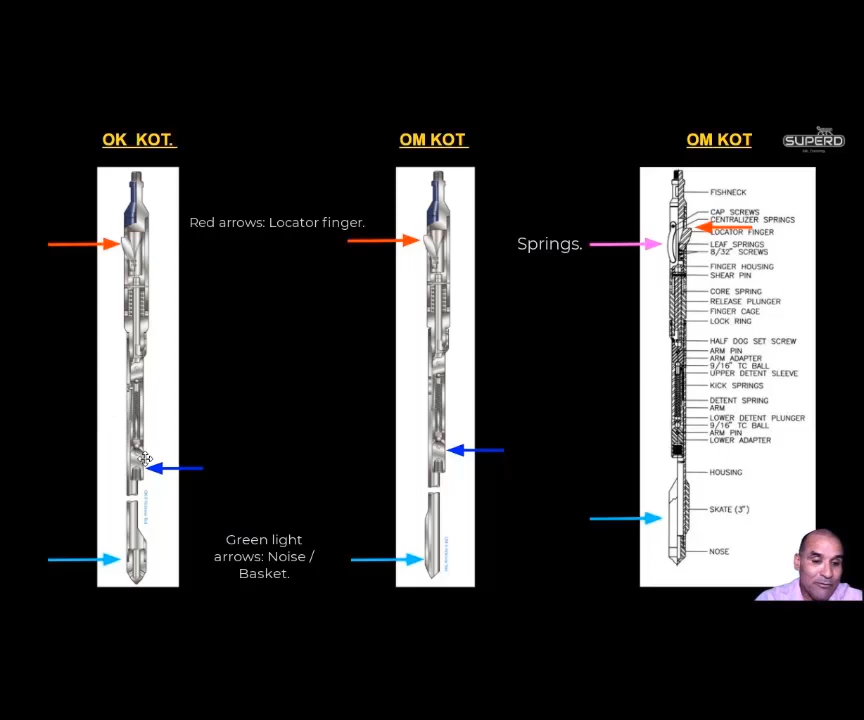 OK KOT.
OM KOT
OM KOT
SUPERD
Red arrows: Locator finger.
Springs.
Green light
arrows: Noise /
Basket.
FISHNECK
CAP SCREWS
CENTRALIZER SPRINGS
LOCATOR FINGER
LEAF SPRINGS
8/32" SCREWS
FINGER HOUSING
SHEAR PIN
CORE SPRING
RELEASE PLUNGER
FINGER CAGE
LOCK RING
HALF DOG SET SCREW
ARM PIN
ARM ADAPTER
9/16" TC BALL
UPPER DETENT SLEEVE
KICK SPRINGS
DETENT SPRING
ARM
LOWER DETENT PLUNGER
9/16" TC BALL
ARM PIN
LOWER ADAPTER
HOUSING
SKATE (3")
NOSE